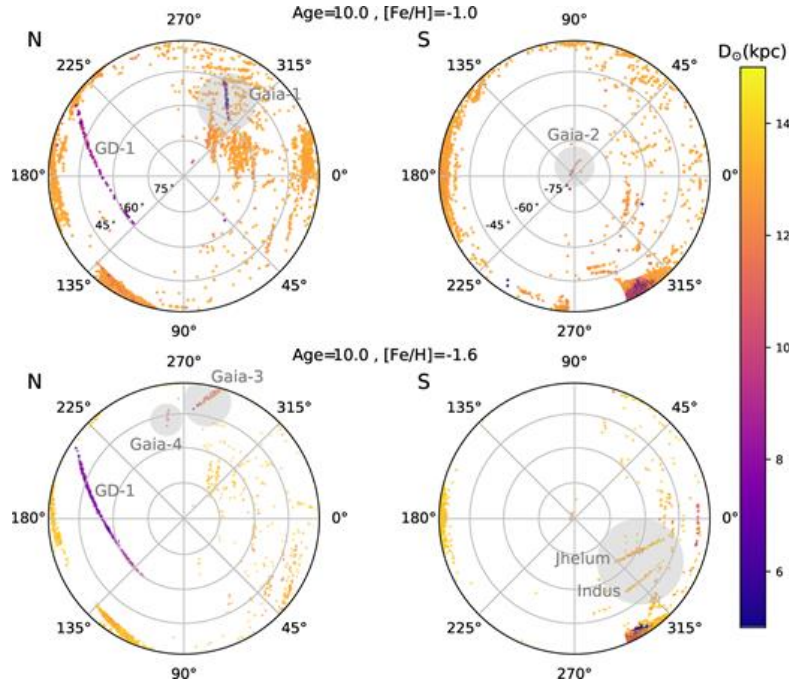 Age=10.0 , [Fe/H]=-1.0
N
270°
225°
315°
Gaia-1
GD-1
180°
0°
75°
60°
45°
135°
45°
90°
S
90°
135°
45°
Gaia-2
180°
0°
-75°
-60°
-45°
225°
315°
270°
D⊙(kpc)
14
12
10
8
6
Age=10.0 , [Fe/H]=-1.6
N
270°
Gaia-3
225°
315°
Gaia-4
GD-1
180°
0°
135°
45°
90°
S
90°
135°
45°
180°
0°
Jhelum
Indus
225°
315°
270°